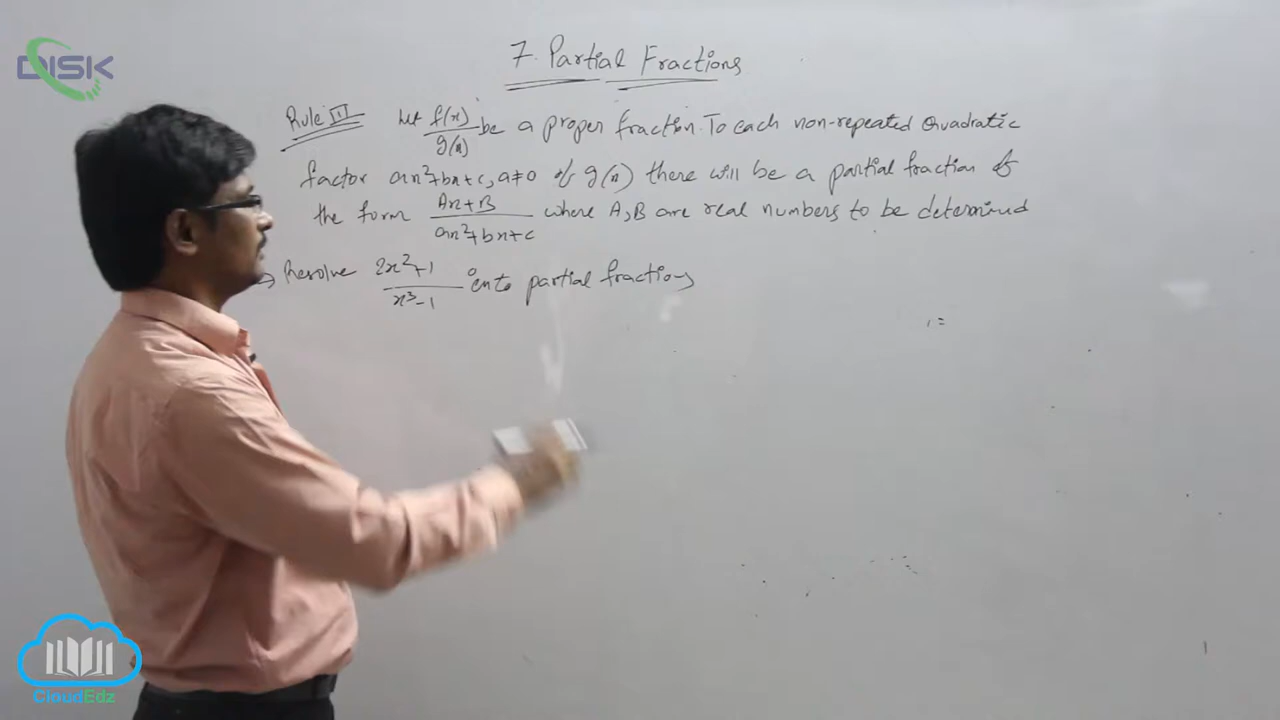 DISK
7. Partial Fractions
Rule III Let f(x)/g(x) be a proper fraction. To each non-repeated Quadratic
factor ax²+bx+c, a≠0 of g(x) there will be a partial fraction of
the form Ax+B/ax²+bx+c where A,B are real numbers to be determined
→ Resolve 2x²+1/x³-1 into partial fractions
CloudEdz